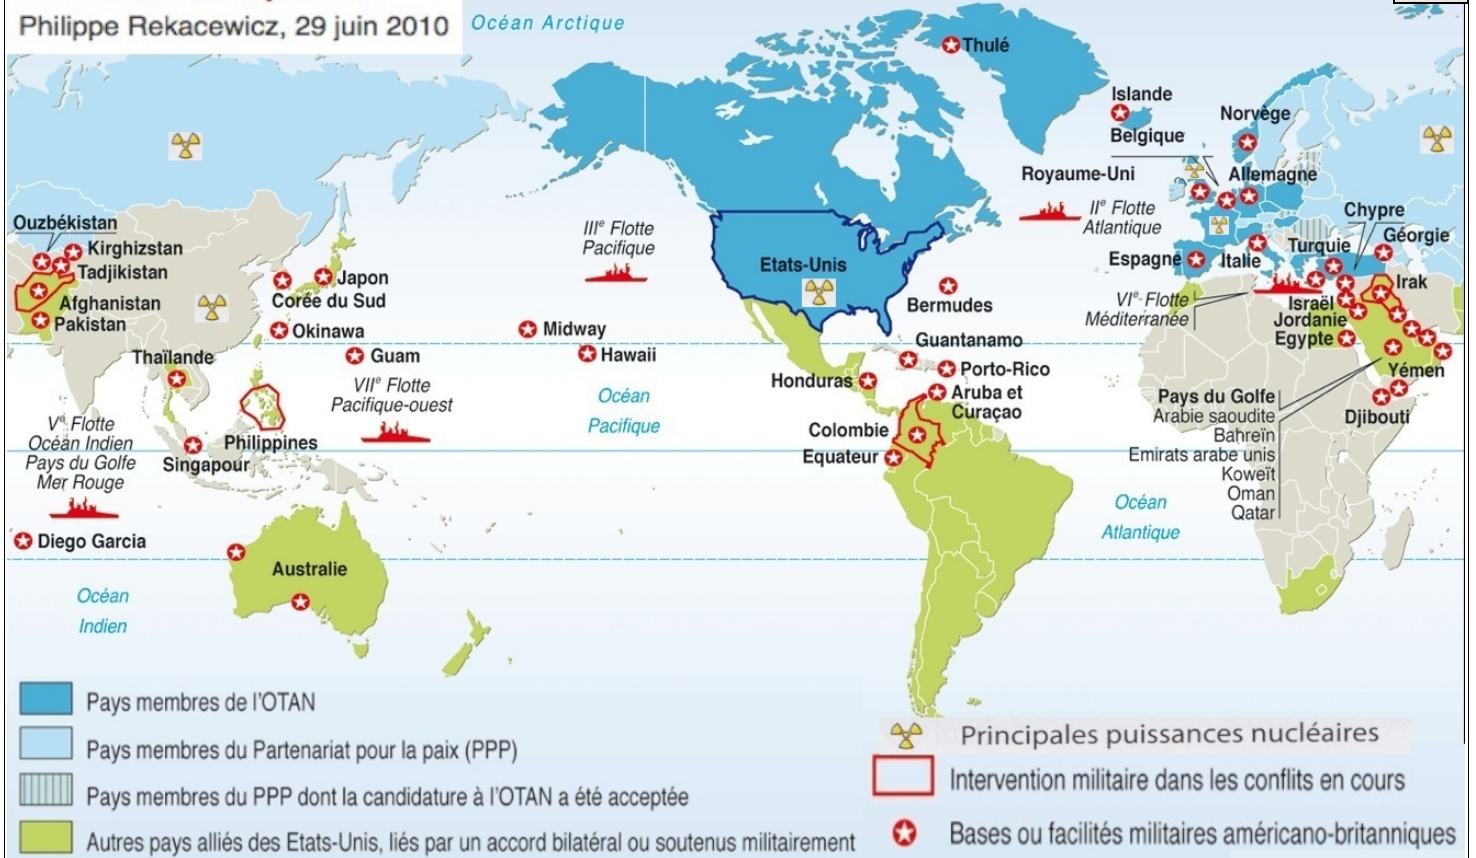 Philippe Rekacewicz, 29 juin 2010
Océan Arctique
Thulé
Islande
Belgique
Norvège
Royaume-Uni
Allemagne
IIe Flotte
Atlantique
Chypre
Géorgie
Turquie
Espagne
Italie
Irak
VIe Flotte
Méditerranée
Israël
Jordanie
Egypte
Yémen
Djibouti
Pays du Golfe
Arabie saoudite
Bahreïn
Emirats arabe unis
Koweït
Oman
Qatar
Ouzbékistan
Kirghizstan
Tadjikistan
Afghanistan
Pakistan
Japon
Corée du Sud
Okinawa
Thaïlande
Guam
VIIe Flotte
Pacifique-ouest
IIIe Flotte
Pacifique
Midway
Hawaii
Océan
Pacifique
Etats-Unis
Bermudes
Guantanamo
Porto-Rico
Honduras
Aruba et
Curaçao
Colombie
Equateur
Ve Flotte
Océan Indien
Pays du Golfe
Mer Rouge
Philippines
Singapour
Diego Garcia
Australie
Océan
Indien
Océan
Atlantique
Pays membres de l'OTAN
Pays membres du Partenariat pour la paix (PPP)
Pays membres du PPP dont la candidature à l'OTAN a été acceptée
Autres pays alliés des Etats-Unis, liés par un accord bilatéral ou soutenus militairement
Principales puissances nucléaires
Intervention militaire dans les conflits en cours
Bases ou facilités militaires américano-britanniques